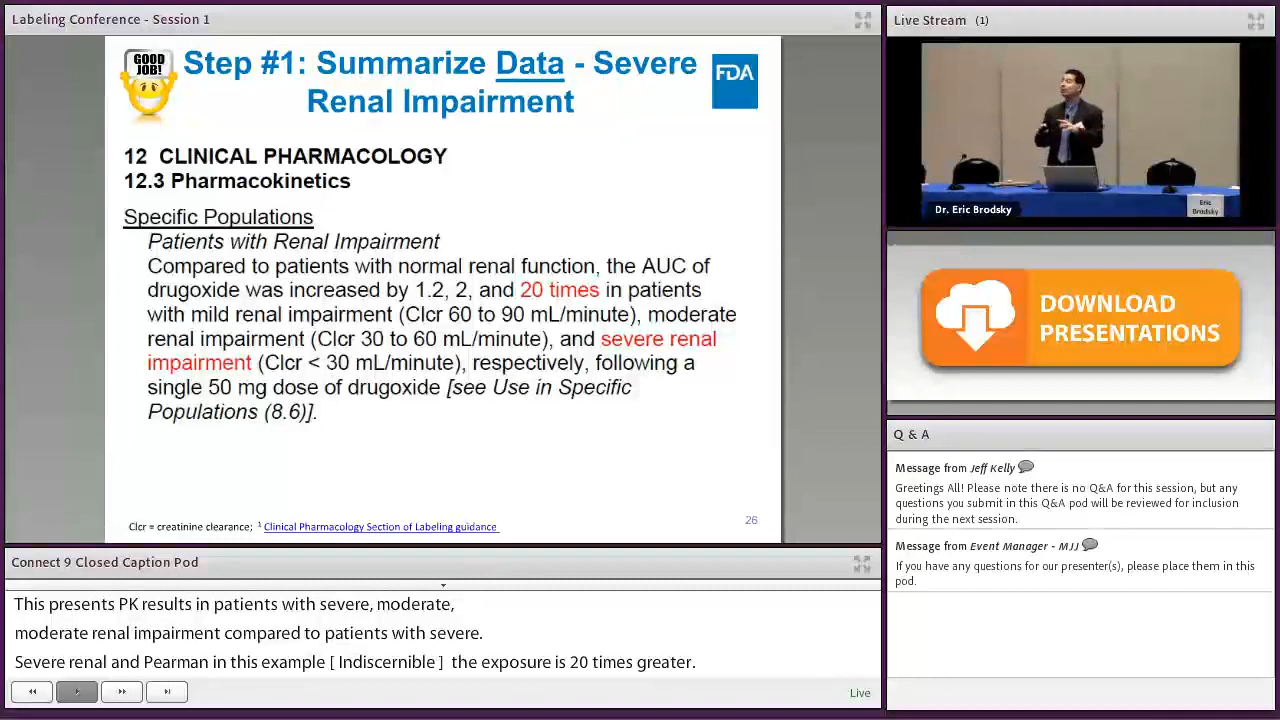 Labeling Conference - Session 1
GOOD
JOB!
Step #1: Summarize Data - Severe
Renal Impairment
FDA
12 CLINICAL PHARMACOLOGY
12.3 Pharmacokinetics
Specific Populations
Patients with Renal Impairment
Compared to patients with normal renal function, the AUC of
drugoxide was increased by 1.2, 2, and 20 times in patients
with mild renal impairment (Clcr 60 to 90 mL/minute), moderate
renal impairment (Clcr 30 to 60 mL/minute), and severe renal
impairment (Clcr < 30 mL/minute), respectively, following a
single 50 mg dose of drugoxide [see Use in Specific
Populations (8.6)].
Clcr = creatinine clearance; 1 Clinical Pharmacology Section of Labeling guidance
26
Connect 9 Closed Caption Pod
This presents PK results in patients with severe, moderate,
moderate renal impairment compared to patients with severe.
Severe renal and Pearman in this example [ Indiscernible ] the exposure is 20 times greater.
Live
Live Stream (1)
Dr. Eric Brodsky
Eric
Brodsky
DOWNLOAD
PRESENTATIONS
Q & A
Message from Jeff Kelly
Greetings All! Please note there is no Q&A for this session, but any
questions you submit in this Q&A pod will be reviewed for inclusion
during the next session.
Message from Event Manager - MJJ
If you have any questions for our presenter(s), please place them in this
pod.